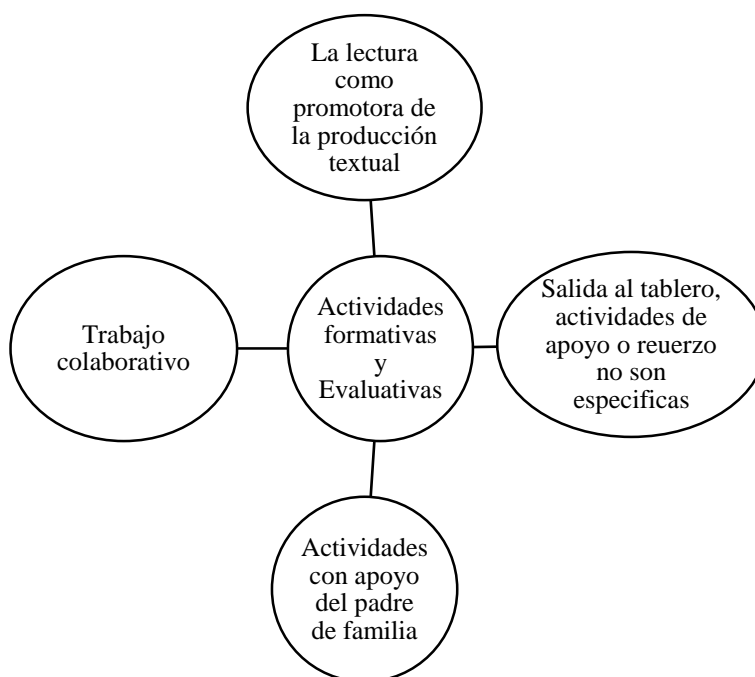 La lectura
como
promotora de
la producción
textual
Trabajo
colaborativo
Actividades
formativas
y
Evaluativas
Salida al tablero,
actividades de
apoyo o reuerzo
no son
especificas
Actividades
con apoyo
del padre
de familia